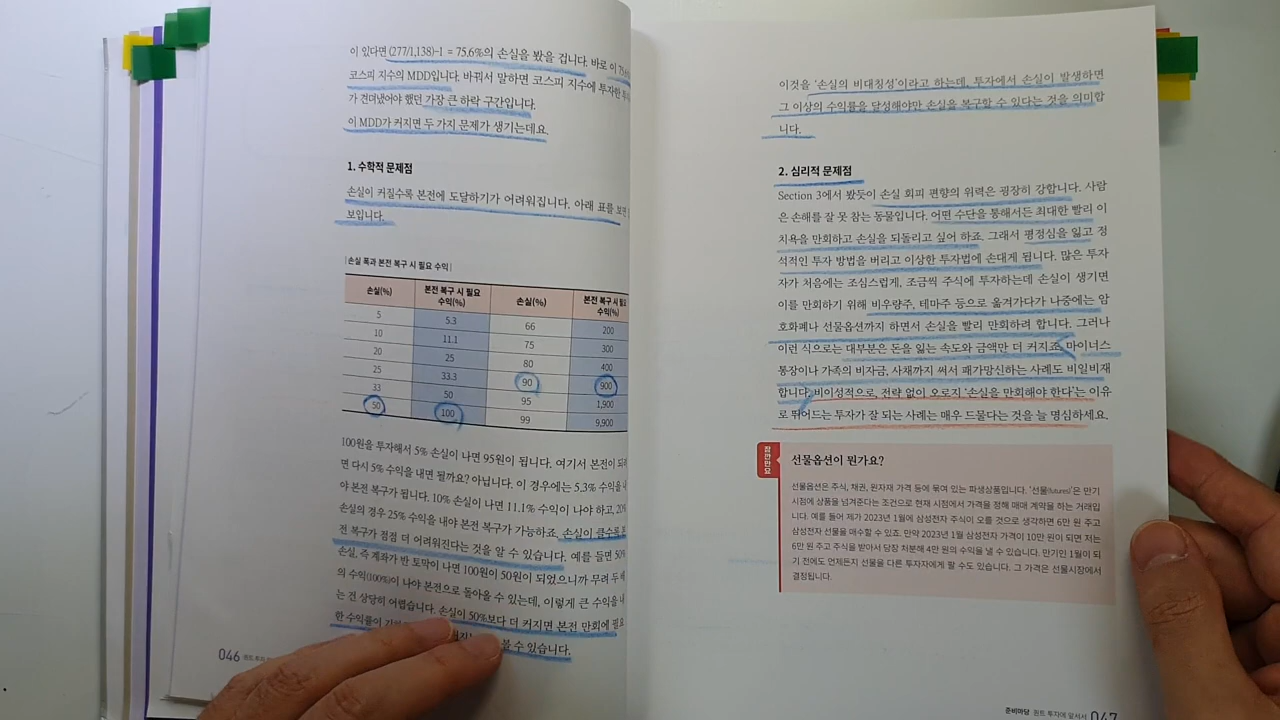 이 있다면 (277/1,138)-1 = 75.6%의 손실을 봤을 겁니다. 바로 이
코스피 지수의 MDD입니다. 바꿔서 말하면 코스피 지수에 투자한
가 견뎌냈어야 했던 가장 큰 하락 구간입니다.
이 MDD가 커지면 두 가지 문제가 생기는데요.
1. 수학적 문제점
손실이 커질수록 본전에 도달하기가 어려워집니다. 아래 표를 보면
보입니다.
| 손실 폭과 본전 복구 시 필요 수익 |
손실(%) 본전 복구 시 필요 수익(%) 손실(%) 본전 복구 시 필요 수익(%)
5 5.3 66 200
10 11.1 75 300
20 25 80 400
25 33.3 90 900
33 50 95 1,900
50 100 99 9,900
100원을 투자해서 5% 손실이 나면 95원이 됩니다. 여기서 본전이
면 다시 5% 수익을 내면 될까요? 아닙니다. 이 경우에는 5.3% 수익을
야 본전 복구가 됩니다. 10% 손실이 나면 11.1% 수익이 나야 하고, 20%
손실의 경우 25% 수익을 내야 본전 복구가 가능하죠. 손실이 클수록
전 복구가 점점 더 어려워진다는 것을 알 수 있습니다. 예를 들면 50%
손실, 즉 계좌가 반 토막이 나면 100원이 50원이 되었으니까 무려 두 배
의 수익(100%)이 나야 본전으로 돌아올 수 있는데, 이렇게 큰 수익을
는 건 상당히 어렵습니다. 손실이 50%보다 더 커지면 본전 만회에 필요
한 수익률이 볼 수 있습니다.
046
이것을 ‘손실의 비대칭성’이라고 하는데, 투자에서 손실이 발생하면
그 이상의 수익률을 달성해야만 손실을 복구할 수 있다는 것을 의미합
니다.
2. 심리적 문제점
Section 3에서 봤듯이 손실 회피 편향의 위력은 굉장히 강합니다. 사람
은 손해를 잘 못 참는 동물입니다. 어떤 수단을 통해서든 최대한 빨리 이
치욕을 만회하고 손실을 되돌리고 싶어 하죠. 그래서 평정심을 잃고 정
석적인 투자 방법을 버리고 이상한 투자법에 손대게 됩니다. 많은 투자
자가 처음에는 조심스럽게, 조금씩 주식에 투자하는데 손실이 생기면
이를 만회하기 위해 비우량주, 테마주 등으로 옮겨가다가 나중에는 암
호화폐나 선물옵션까지 하면서 손실을 빨리 만회하려 합니다. 그러나
이런 식으로는 대부분은 돈을 잃는 속도와 금액만 더 커지죠. 마이너스
통장이나 가족의 비자금, 사채까지 써서 패가망신하는 사례도 비일비재
합니다. 비이성적으로, 전략 없이 오로지 ‘손실을 만회해야 한다’는 이유
로 뛰어드는 투자가 잘 되는 사례는 매우 드물다는 것을 늘 명심하세요.
잠깐만요
선물옵션이 뭔가요?
선물옵션은 주식, 채권, 원자재 가격 등에 묶여 있는 파생상품입니다. ‘선물(futures)’은 만기
시점에 상품을 넘겨준다는 조건으로 현재 시점에서 가격을 정해 매매 계약을 하는 거래입
니다. 예를 들어 제가 2023년 1월에 삼성전자 주식이 오를 것으로 생각하면 6만 원 주고
삼성전자 선물을 매수할 수 있죠. 만약 2023년 1월 삼성전자 가격이 10만 원이 되면 저는
6만 원 주고 주식을 받아서 당장 처분해 4만 원의 수익을 낼 수 있습니다. 만기인 1월이 되
기 전에도 언제든지 선물을 다른 투자자에게 팔 수도 있습니다. 그 가격은 선물시장에서
결정됩니다.
준비마당 퀀트 투자에 앞서서 047